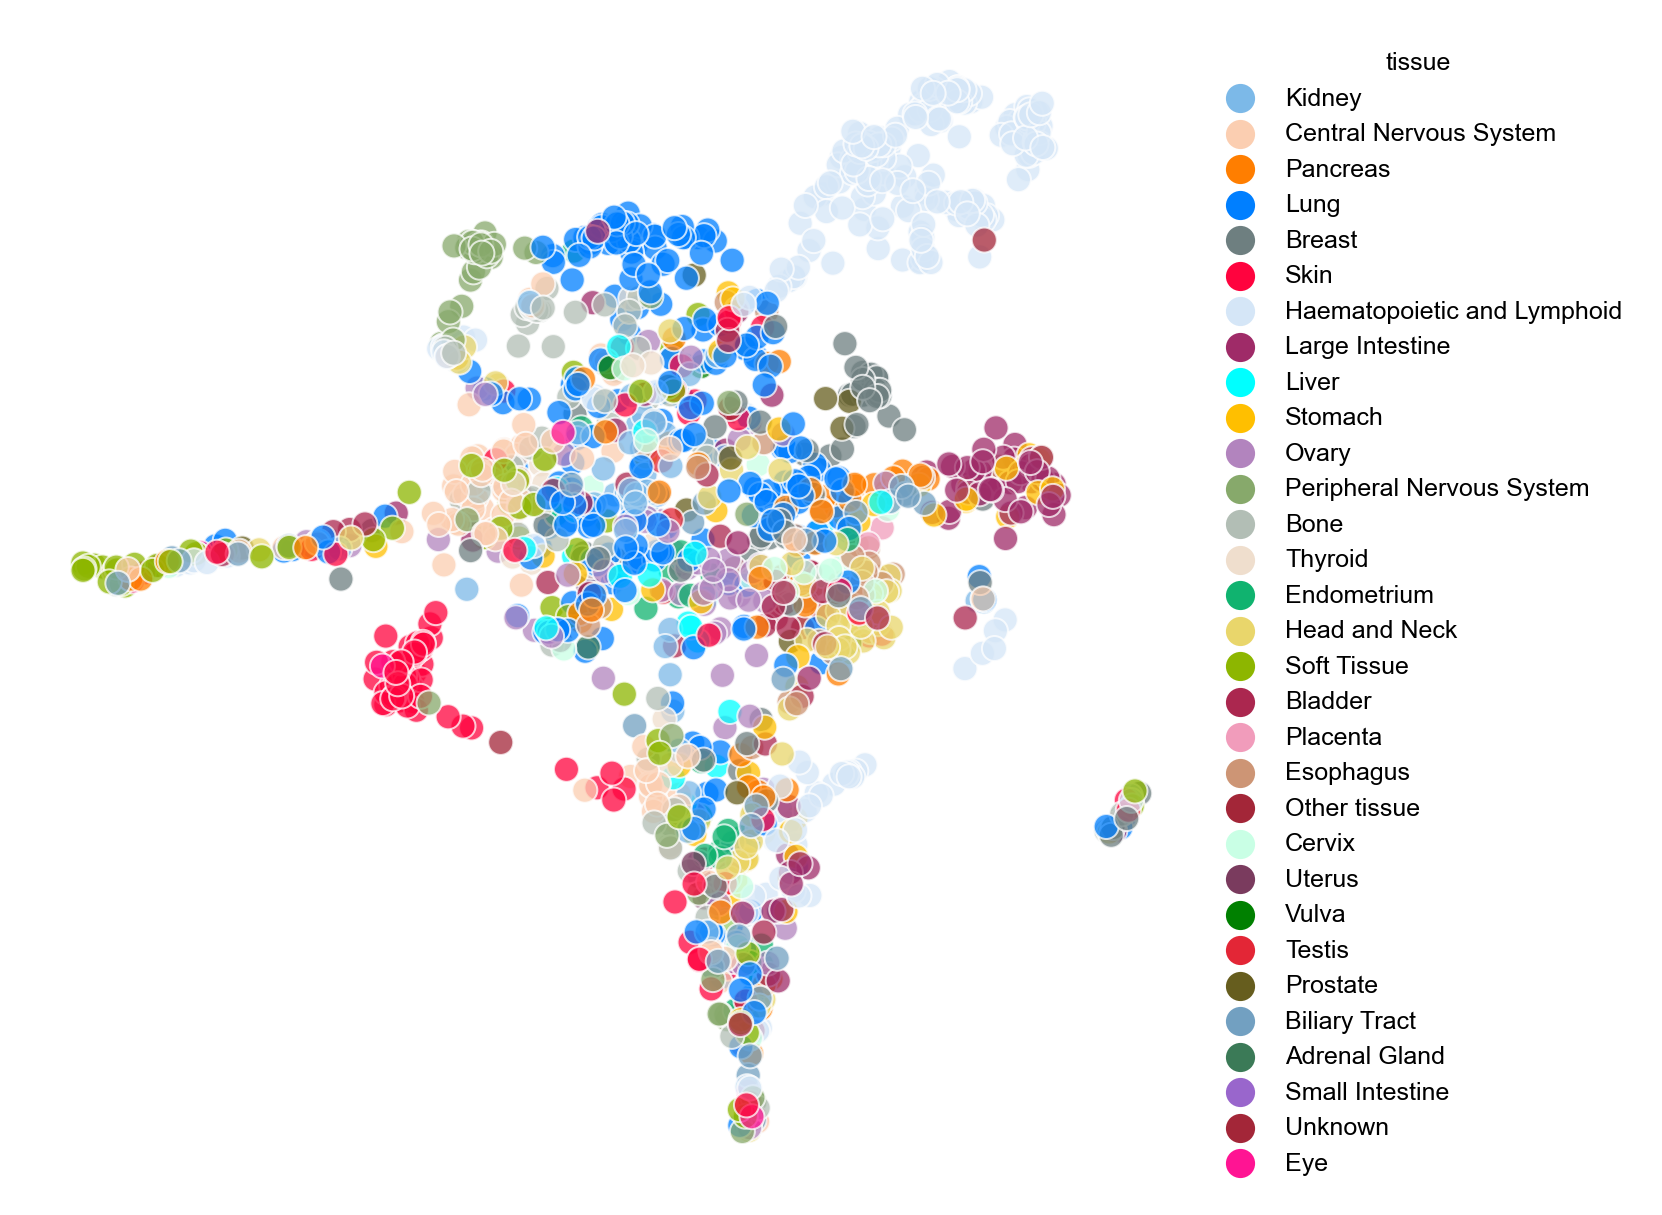 tissue
Kidney
Central Nervous System
Pancreas
Lung
Breast
Skin
Haematopoietic and Lymphoid
Large Intestine
Liver
Stomach
Ovary
Peripheral Nervous System
Bone
Thyroid
Endometrium
Head and Neck
Soft Tissue
Bladder
Placenta
Esophagus
Other tissue
Cervix
Uterus
Vulva
Testis
Prostate
Biliary Tract
Adrenal Gland
Small Intestine
Unknown
Eye